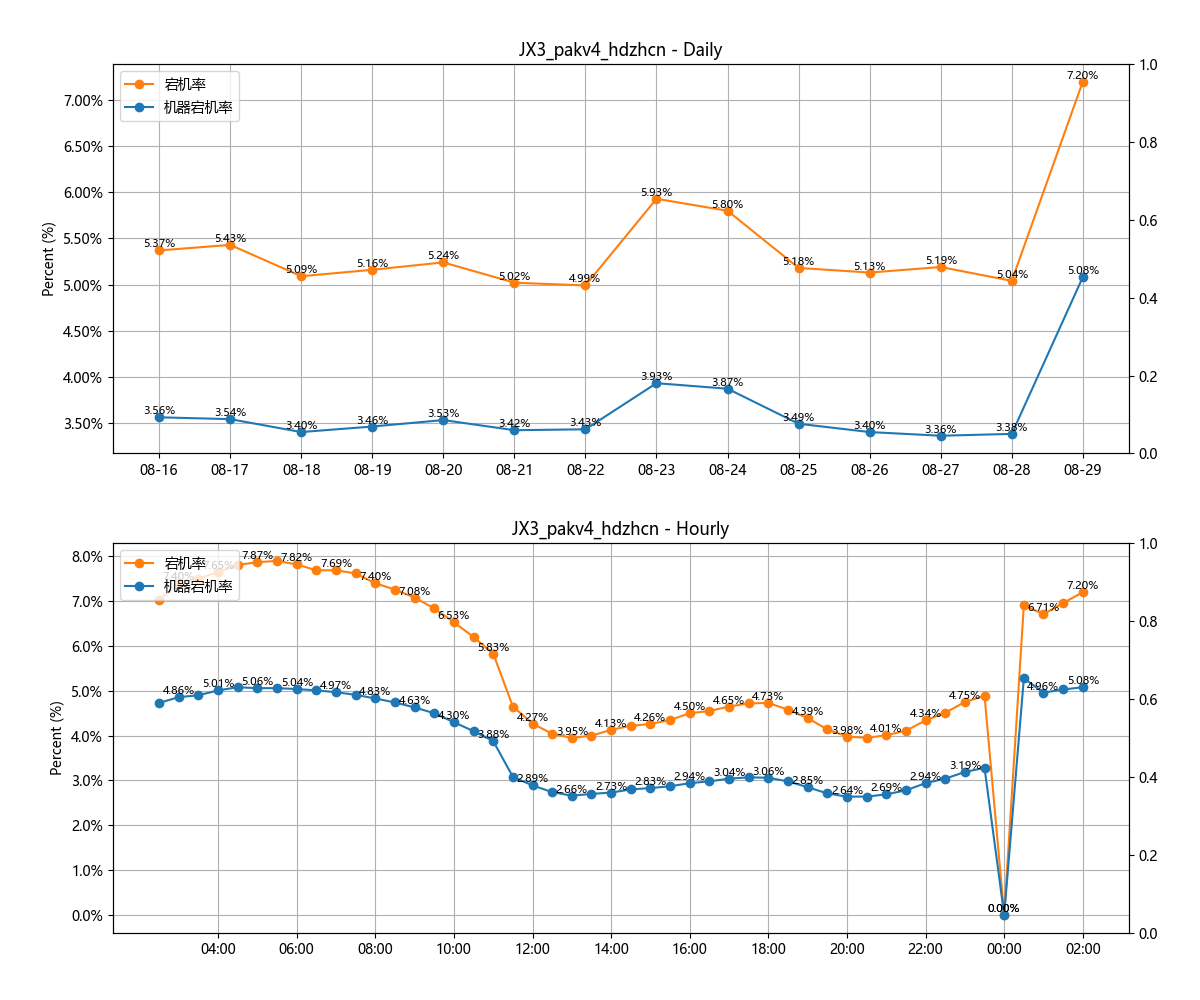 JX3_pakv4_hdzhcn - Daily
宕机率
机器宕机率
Percent (%)
7.00%
6.50%
6.00%
5.50%
5.00%
4.50%
4.00%
3.50%
1.0
0.8
0.6
0.4
0.2
0.0
5.37% 5.43% 5.09% 5.16% 5.24% 5.02% 4.99% 5.93% 5.80% 5.18% 5.13% 5.19% 5.04% 7.20%
3.56% 3.54% 3.40% 3.46% 3.53% 3.42% 3.43% 3.93% 3.87% 3.49% 3.40% 3.36% 3.38% 5.08%
08-16 08-17 08-18 08-19 08-20 08-21 08-22 08-23 08-24 08-25 08-26 08-27 08-28 08-29
JX3_pakv4_hdzhcn - Hourly
宕机率
机器宕机率
Percent (%)
8.0%
7.0%
6.0%
5.0%
4.0%
3.0%
2.0%
1.0%
0.0%
1.0
0.8
0.6
0.4
0.2
0.0
7.40% 7.65% 7.87% 7.82% 7.69% 7.40% 7.08% 6.53% 5.83% 4.27% 3.95% 4.13% 4.26% 4.50% 4.65% 4.73% 4.39% 3.98% 4.01% 4.34% 4.75% 0.00% 6.71% 7.20%
4.86% 5.01% 5.06% 5.04% 4.97% 4.83% 4.63% 4.30% 3.88% 2.89% 2.66% 2.73% 2.83% 2.94% 3.04% 3.06% 2.85% 2.64% 2.69% 2.94% 3.19% 0.00% 4.96% 5.08%
04:00 06:00 08:00 10:00 12:00 14:00 16:00 18:00 20:00 22:00 00:00 02:00